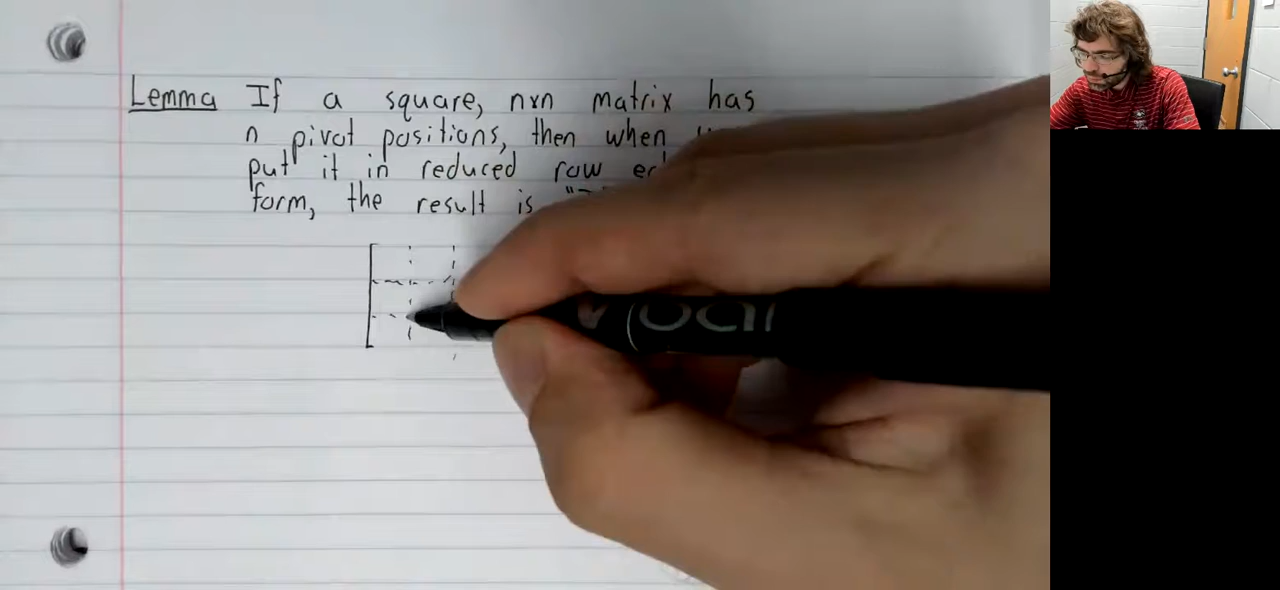 Lemma If a square, nxn matrix has
n pivot positions, then when
put it in reduced row
form, the result is